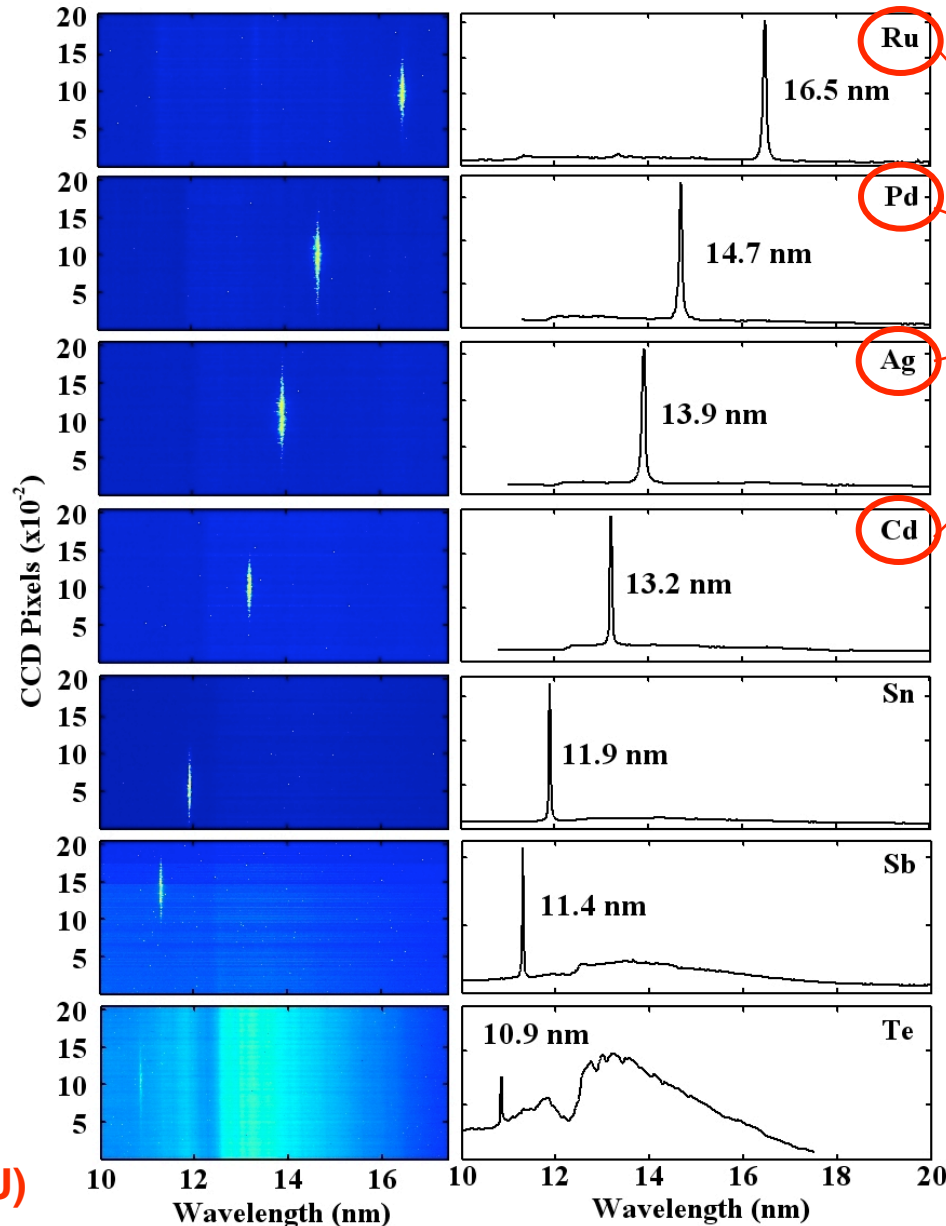 20
15
10
5
Ru
16.5 nm
20
15
10
5
Pd
14.7 nm
20
15
10
5
Ag
13.9 nm
20
15
10
5
Cd
13.2 nm
20
15
10
5
Sn
11.9 nm
20
15
10
5
Sb
11.4 nm
20
15
10
5
Te
10.9 nm
CCD Pixels (x10⁻²)
10 12 14 16
10 12 14 16 18 20
Wavelength (nm)
Wavelength (nm)
J)